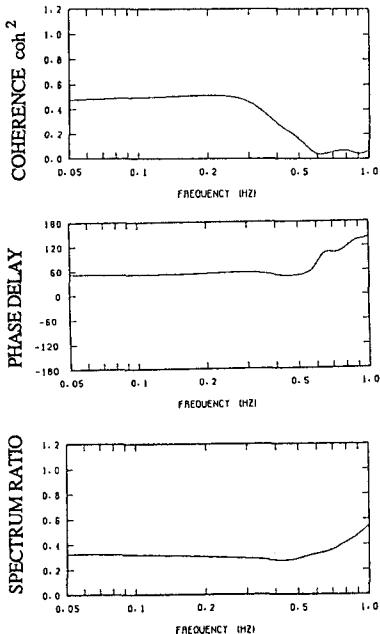 COHERENCE coh²
1.2
1.0
0.8
0.6
0.4
0.2
0.0
0.05 0.1 0.2 0.5 1.0
FREQUENCY (HZ)
PHASE DELAY
180
120
60
0
-60
-120
-180
0.05 0.1 0.2 0.5 1.0
FREQUENCY (HZ)
SPECTRUM RATIO
1.2
1.0
0.8
0.6
0.4
0.2
0.0
0.05 0.1 0.2 0.5 1.0
FREQUENCY (HZ)